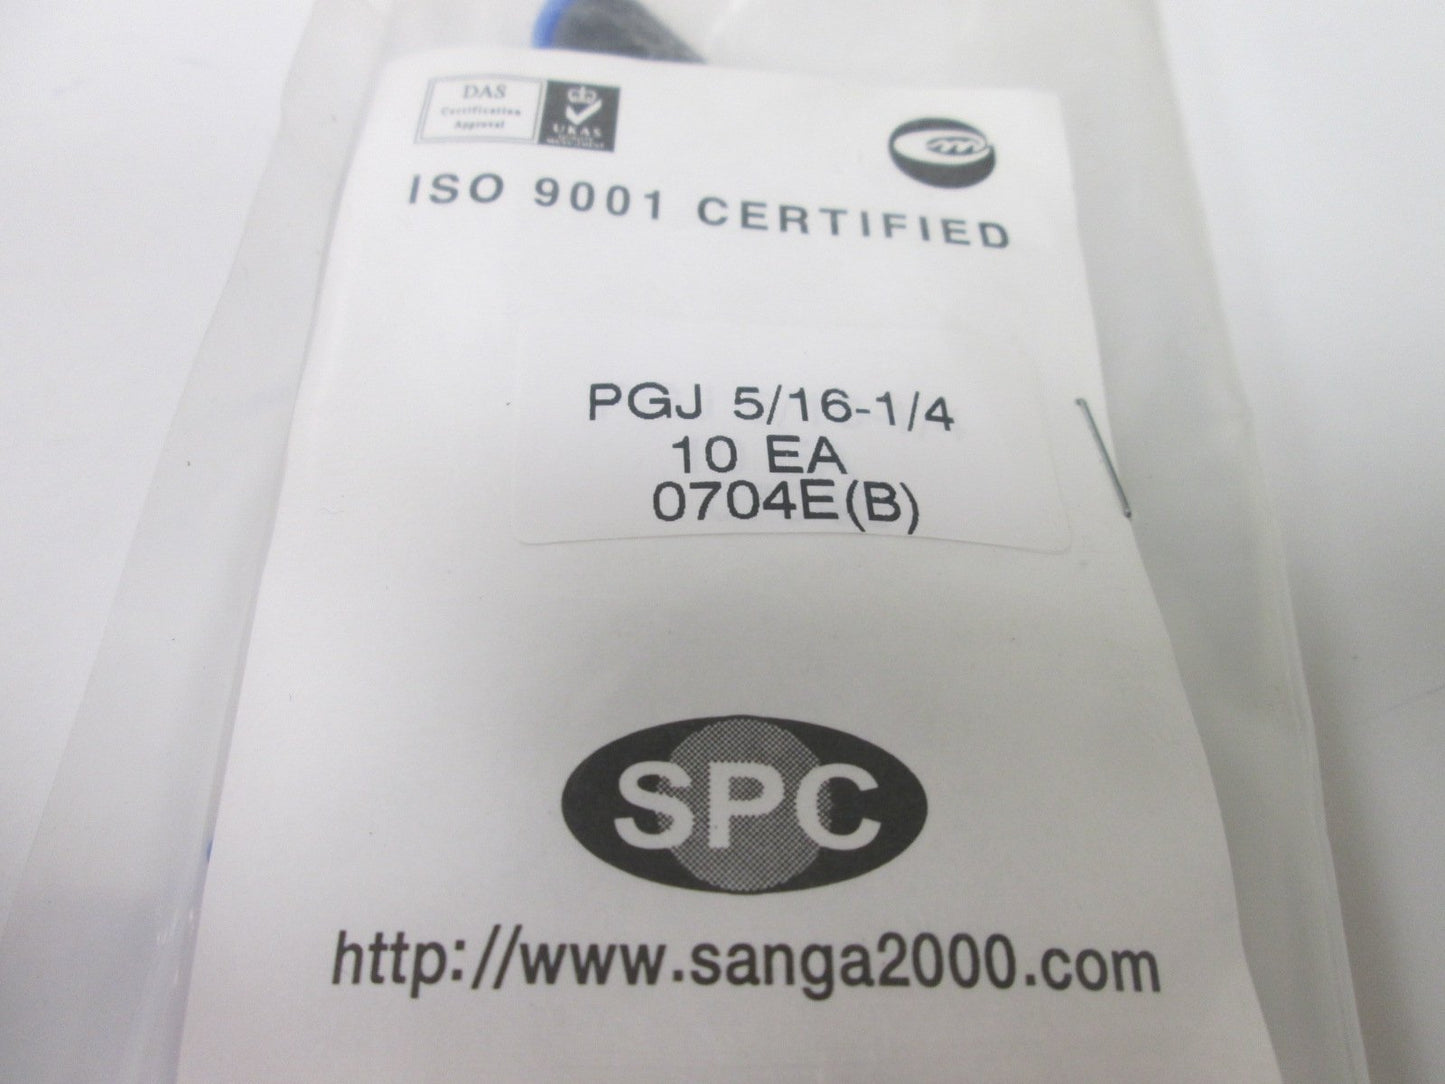 DAS
Certification
Approval
UKAS
MANAGEMENT
m
ISO 9001 CERTIFIED
PGJ 5/16-1/4
10 EA
0704E(B)
SPC
http://www.sanga2000.com